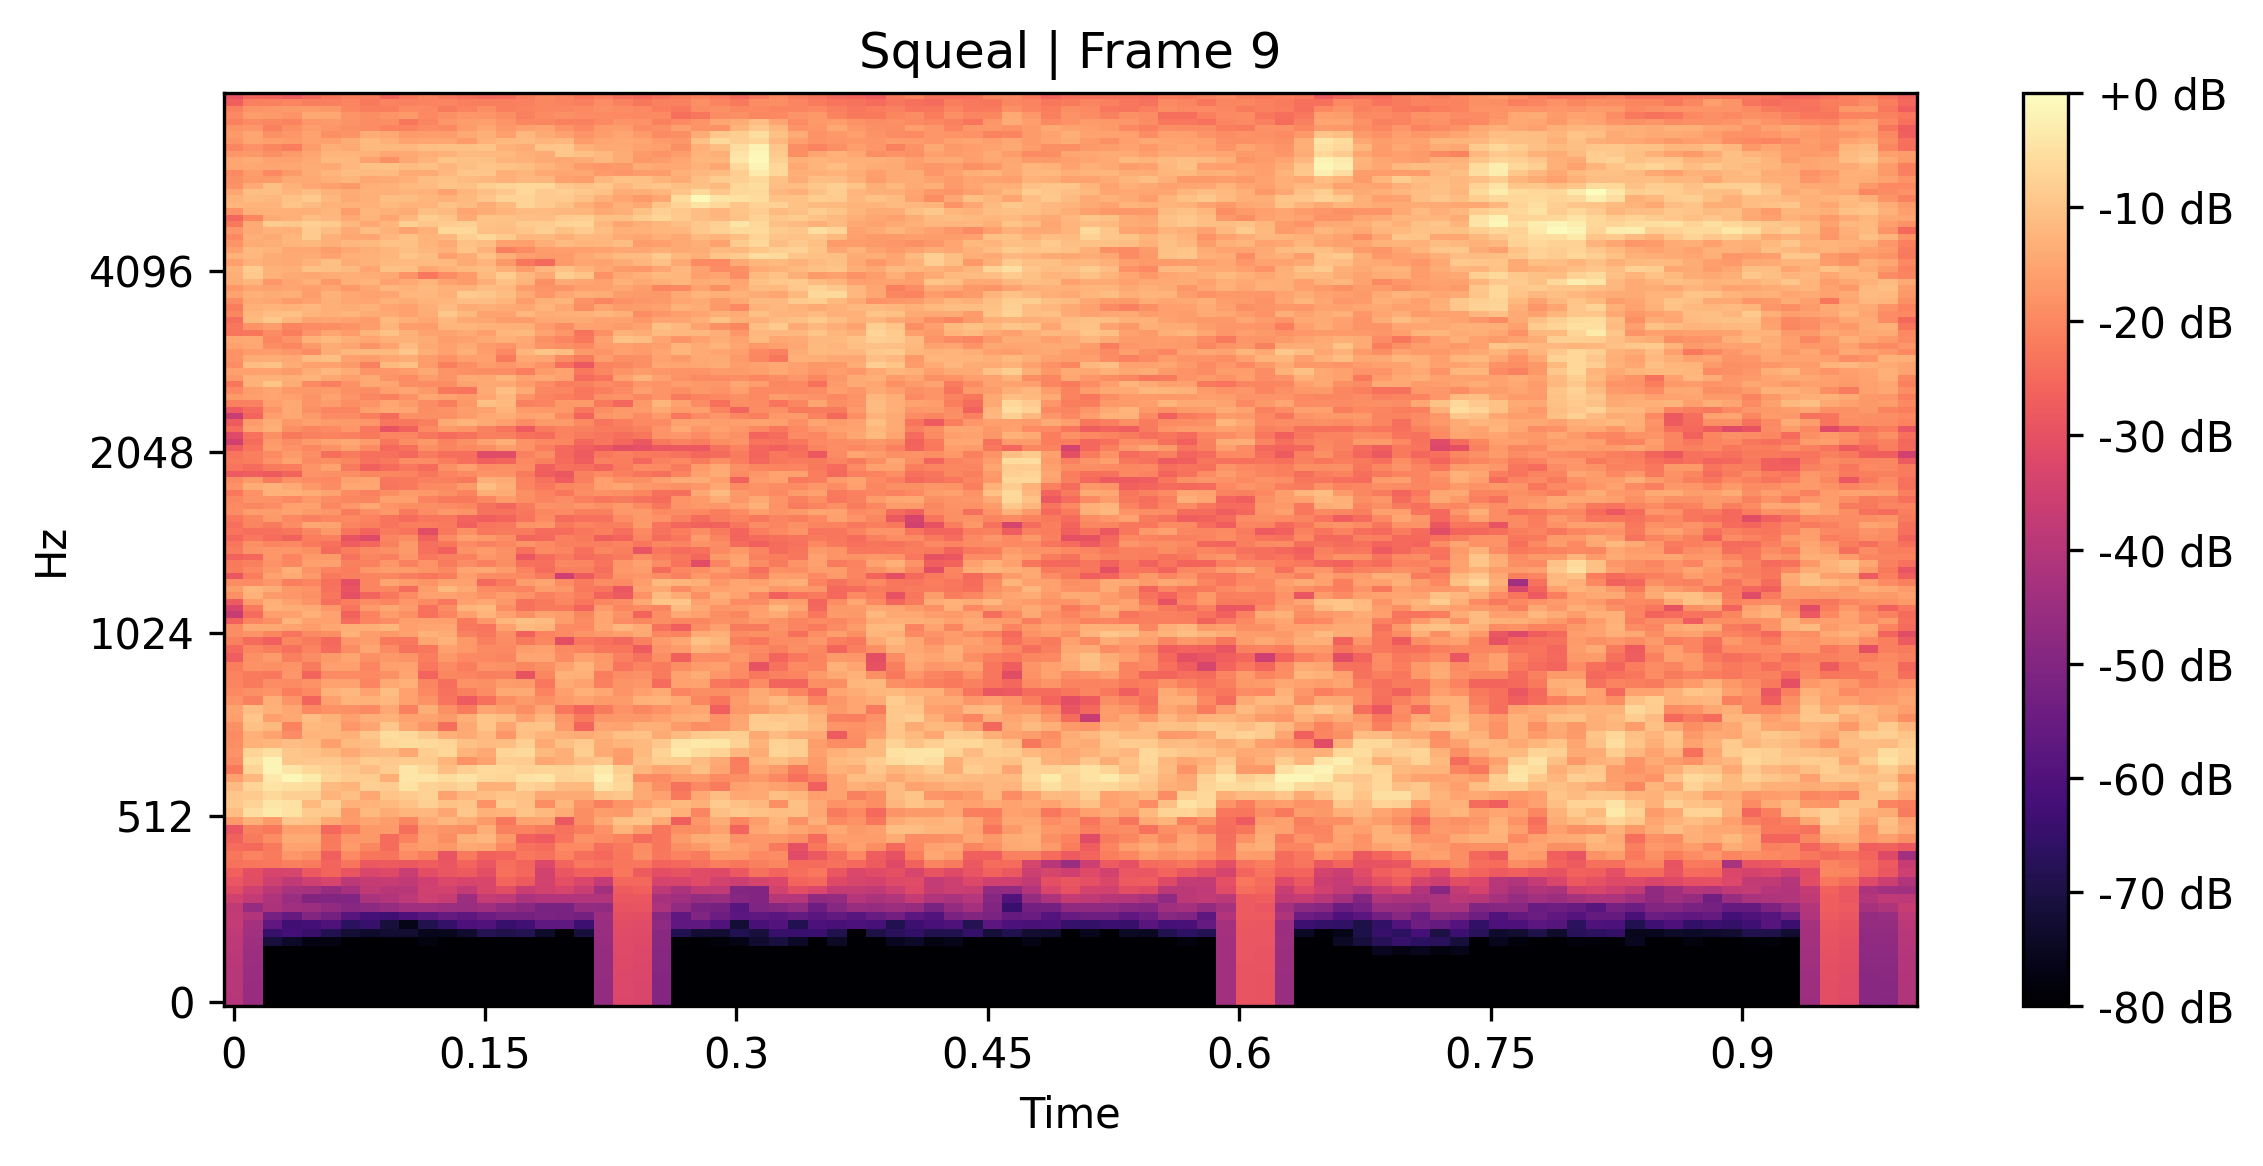 Squeal | Frame 9
+0 dB
-10 dB
-20 dB
-30 dB
-40 dB
-50 dB
-60 dB
-70 dB
-80 dB
Hz
4096
2048
1024
512
0
0 0.15 0.3 0.45 0.6 0.75 0.9
Time